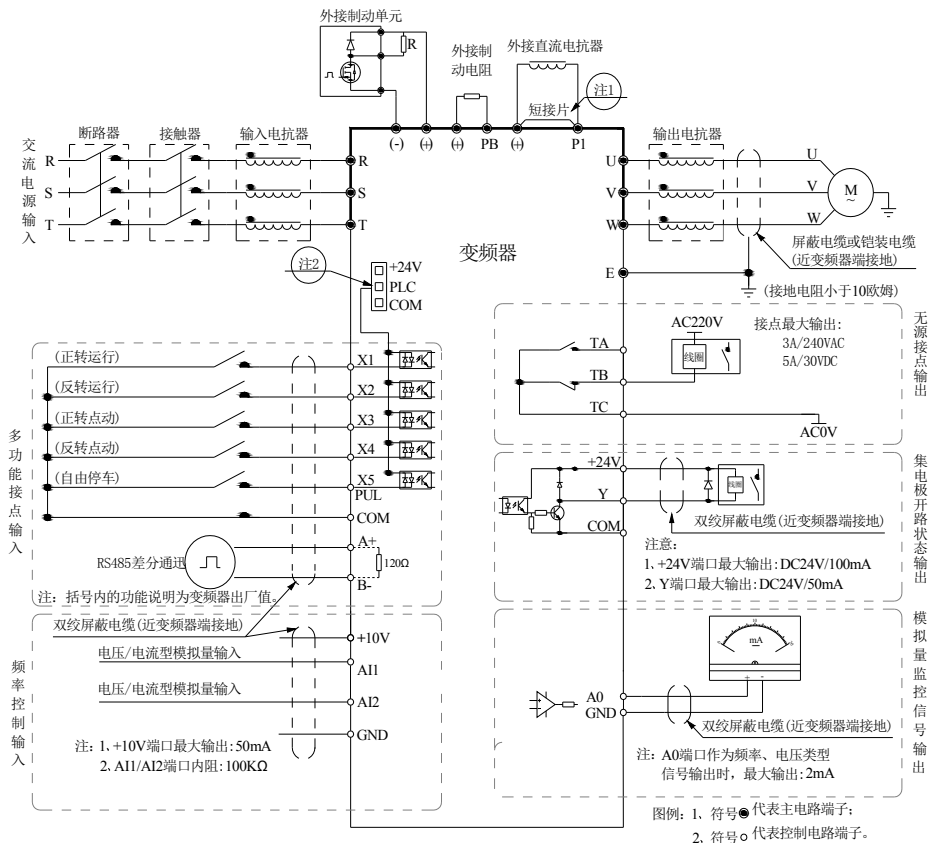 外接制动单元
R
外接制
动电阻
外接直流电抗器
注1
短接片
(-)
(+)
(+)
PB
(+)
P1
交流电源输入
断路器
接触器
输入电抗器
输出电抗器
R
S
T
R
S
T
U
V
W
U
V
W
M
~
变频器
E
屏蔽电缆或铠装电缆
(近变频器端接地)
(接地电阻小于10欧姆)
注2
+24V
PLC
COM
多功能接点输入
(正转运行)
X1
(反转运行)
X2
(正转点动)
X3
(反转点动)
X4
(自由停车)
X5
PUL
COM
RS485差分通迅
A+
120Ω
B-
注：括号内的功能说明为变频器出厂值。
频率控制输入
双绞屏蔽电缆(近变频器端接地)
+10V
电压/电流型模拟量输入
AI1
电压/电流型模拟量输入
AI2
GND
注：1、+10V端口最大输出:50mA
2、AI1/AI2端口内阻:100KΩ
无源接点输出
TA
TB
TC
AC220V
线圈
接点最大输出:
3A/240VAC
5A/30VDC
AC0V
集电极开路状态输出
+24V
Y
COM
线圈
双绞屏蔽电缆(近变频器端接地)
注意：
1、+24V端口最大输出:DC24V/100mA
2、Y端口最大输出:DC24V/50mA
模拟量监控信号输出
mA
+ -
A0
GND
双绞屏蔽电缆(近变频器端接地)
注：A0端口作为频率、电压类型
信号输出时，最大输出:2mA
图例：1、符号代表主电路端子；
2、符号代表控制电路端子。